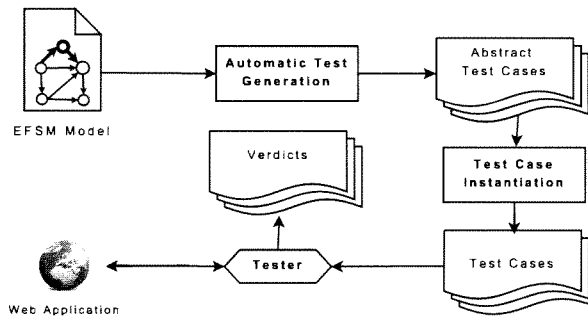 Automatic Test
Generation
Abstract
Test Cases
EFSM Model
Verdicts
Test Case
Instantiation
Web Application
Tester
Test Cases